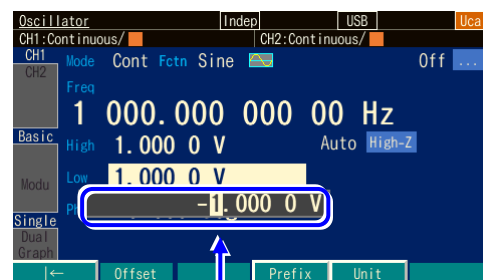 Oscillator Indep USB Uca
CH1:Continuous/ CH2:Continuous/
CH1 Mode Cont Fctn Sine Off ...
CH2
Freq
1 000.000 000 00 Hz
Basic High 1.000 0 V Auto High-Z
Modu Low 1.000 0 V
-1.000 0 V
Single
Dual
Graph
|← Offset Prefix Unit